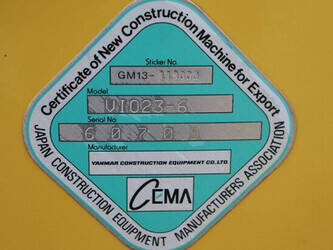 Certificate of New Construction Machine for Export
Sticker No.
GM13-
Model
VIO23-6
Serial No.
Manufacturer
YANMAR CONSTRUCTION EQUIPMENT CO.LTD.
CEMA
JAPAN CONSTRUCTION EQUIPMENT MANUFACTURERS ASSOCIATION